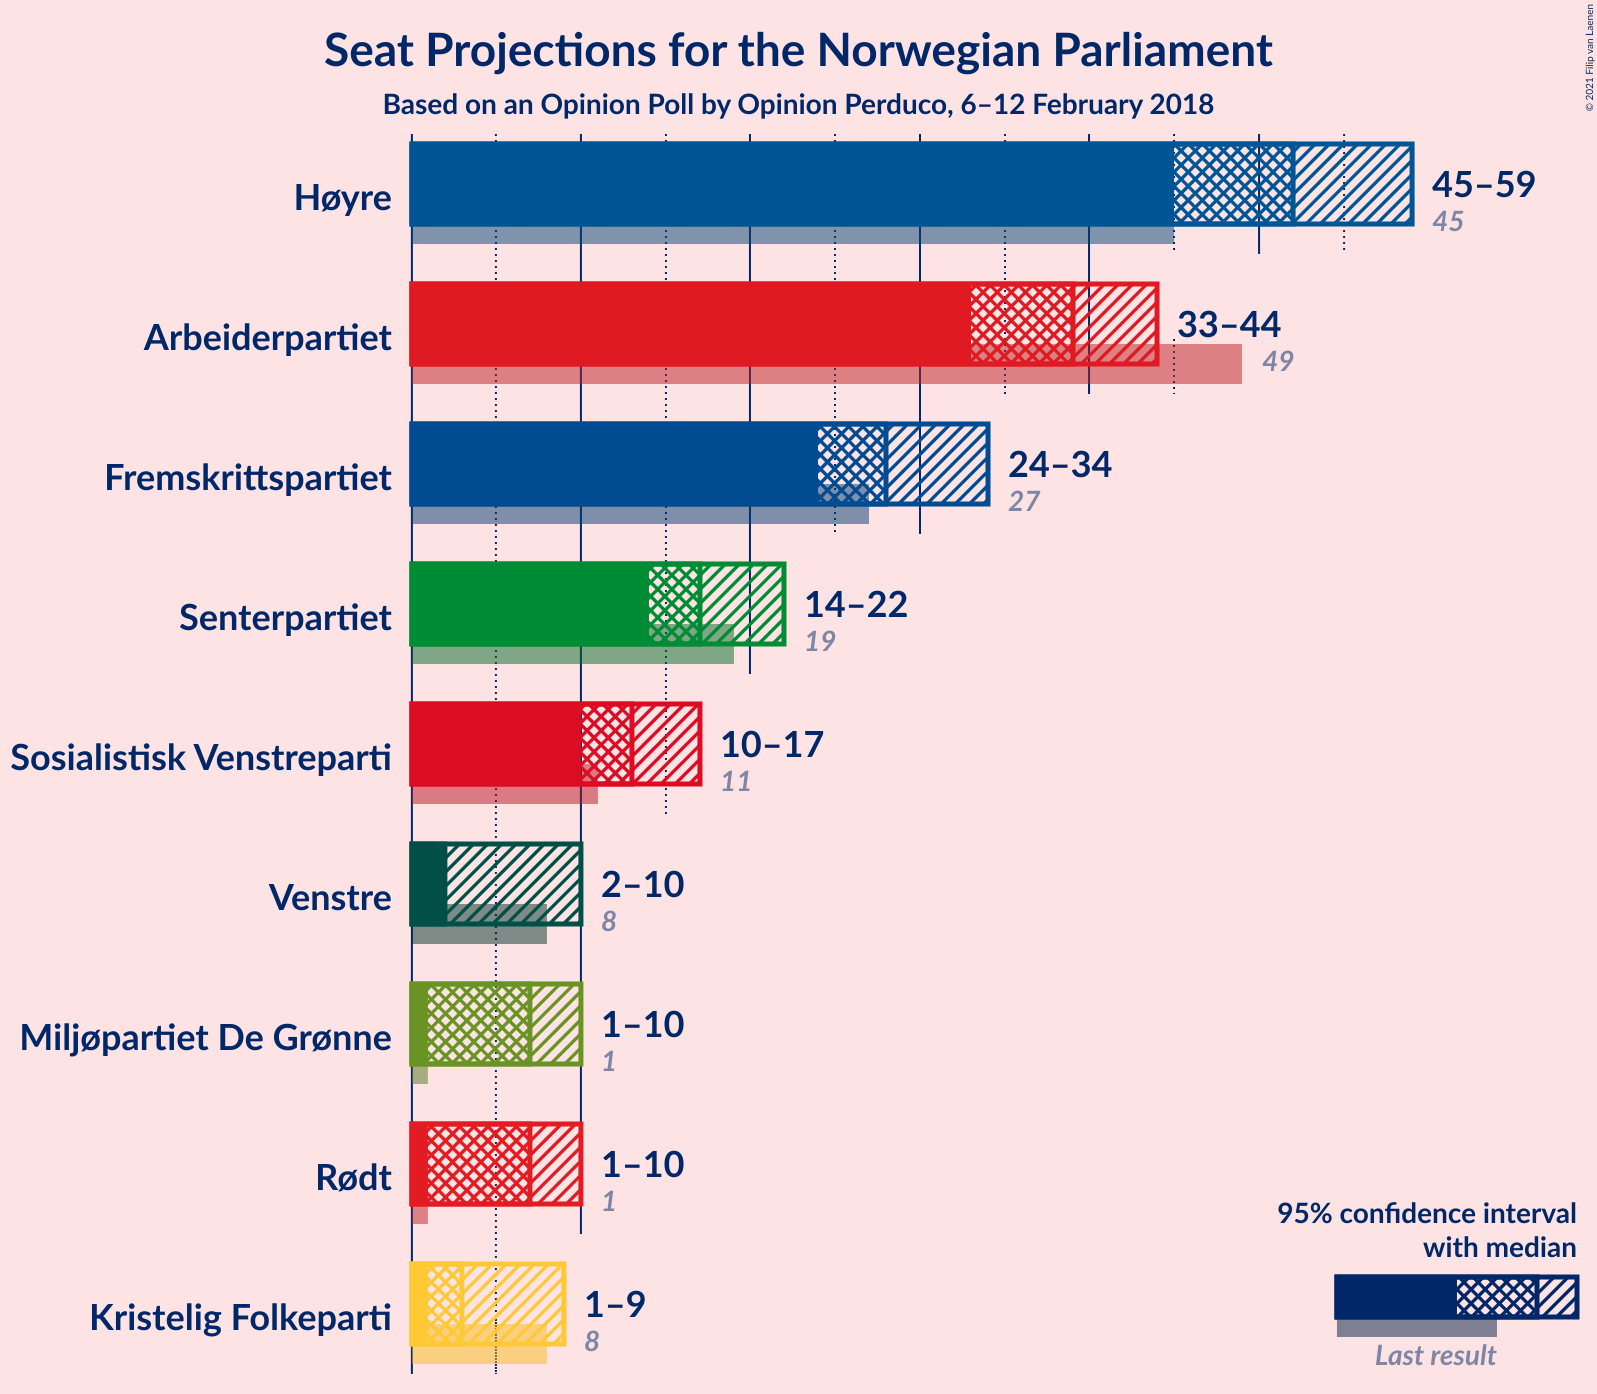 Seat Projections for the Norwegian Parliament
Based on an Opinion Poll by Opinion Perduco, 6–12 February 2018
© 2021 Filip van Laenen
Høyre
45–59
45
Arbeiderpartiet
33–44
49
Fremskrittspartiet
24–34
27
Senterpartiet
14–22
19
Sosialistisk Venstreparti
10–17
11
Venstre
2–10
8
Miljøpartiet De Grønne
1–10
1
Rødt
1–10
1
Kristelig Folkeparti
1–9
8
95% confidence interval
with median
Last result